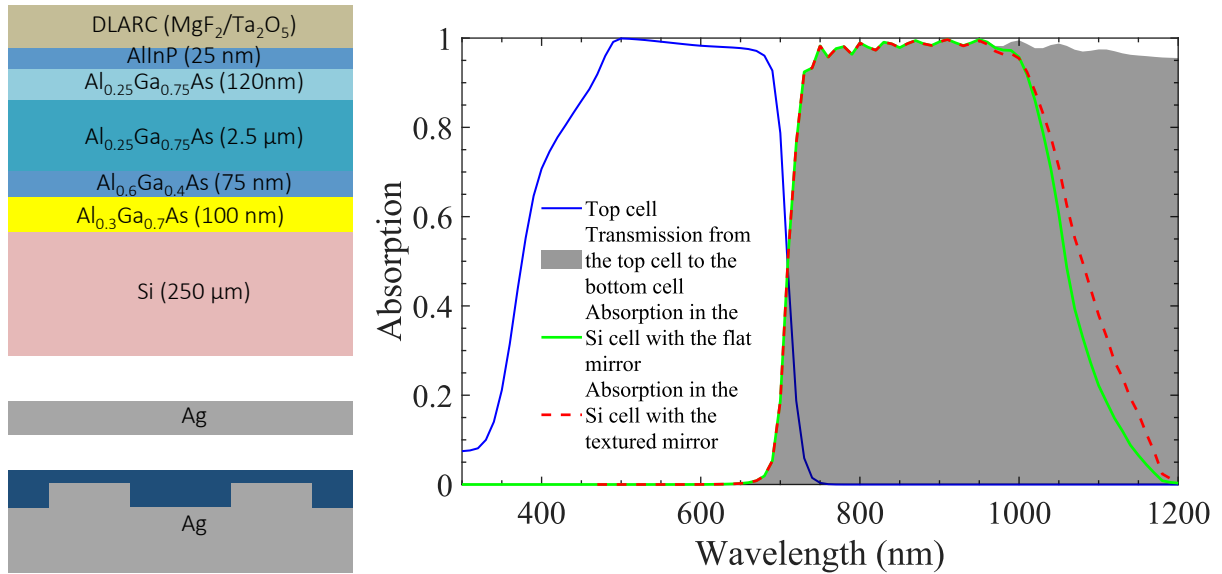 DLARC (MgF₂/Ta₂O₅)
AlInP (25 nm)
Al₀.₂₅Ga₀.₇₅As (120nm)
Al₀.₂₅Ga₀.₇₅As (2.5 µm)
Al₀.₆Ga₀.₄As (75 nm)
Al₀.₃Ga₀.₇As (100 nm)
Si (250 µm)
Ag
Ag
Absorption
1
0.8
0.6
0.4
0.2
0
400
600
800
1000
1200
Wavelength (nm)
Top cell
Transmission from
the top cell to the
bottom cell
Absorption in the
Si cell with the flat
mirror
Absorption in the
Si cell with the
textured mirror